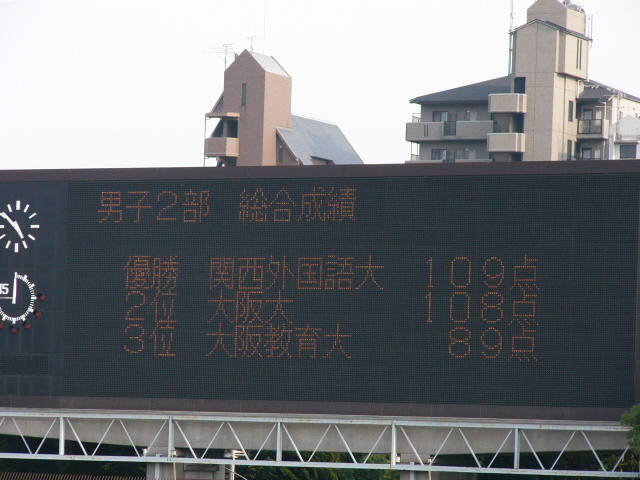 男子2部 総合成績
優勝 関西外国語大 109点
2位 大阪大 108点
3位 大阪教育大 89点